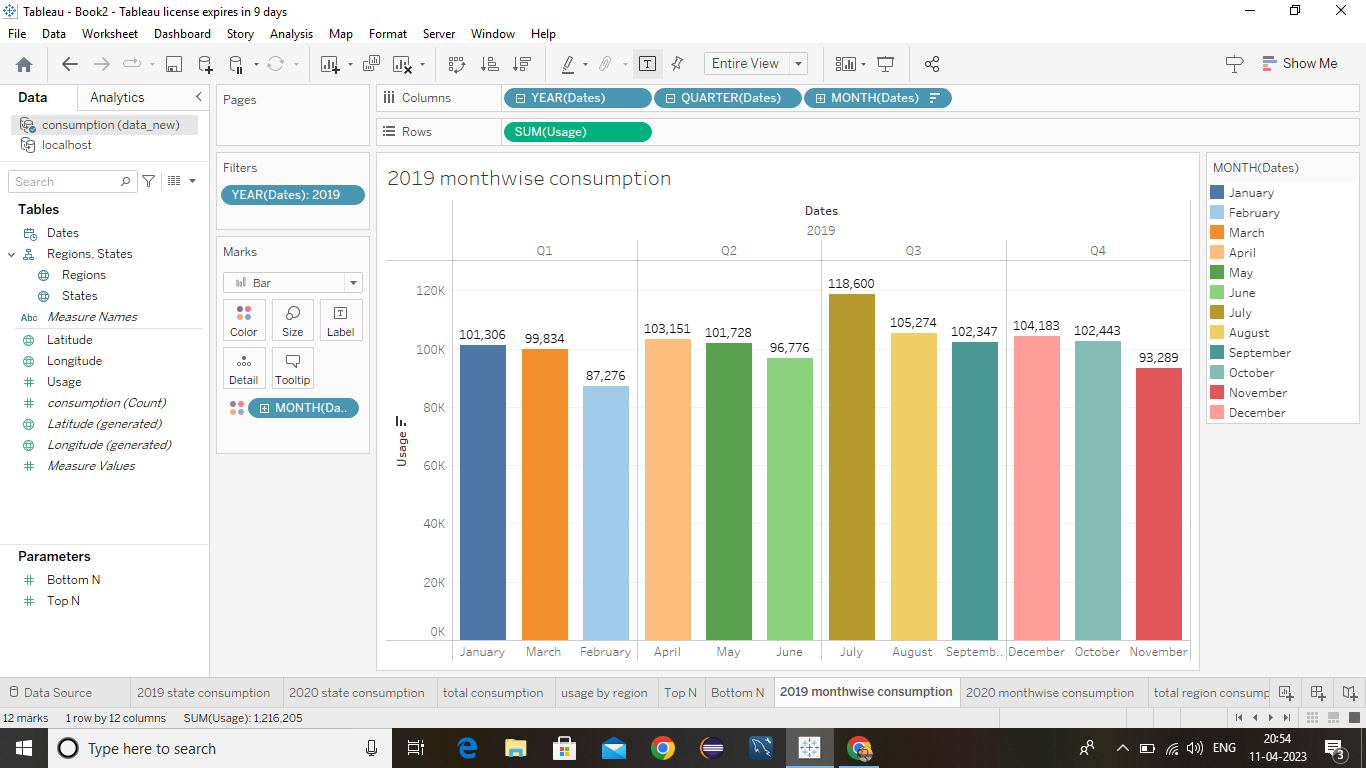 Tableau - Book2 - Tableau license expires in 9 days
File Data Worksheet Dashboard Story Analysis Map Format Server Window Help
Entire View
Show Me
Data Analytics
consumption (data_new)
localhost
Search
Tables
Dates
Regions, States
Regions
States
Abc Measure Names
Latitude
Longitude
Usage
consumption (Count)
Latitude (generated)
Longitude (generated)
Measure Values
Parameters
Bottom N
Top N
Pages
Filters
YEAR(Dates): 2019
Marks
Bar
Color Size Label
Detail Tooltip
MONTH(Da..
Columns YEAR(Dates) QUARTER(Dates) MONTH(Dates)
Rows SUM(Usage)
2019 monthwise consumption
Dates
2019
Q1 Q2 Q3 Q4
Usage
120K
100K
80K
60K
40K
20K
0K
101,306 99,834 87,276 103,151 101,728 96,776 118,600 105,274 102,347 104,183 102,443 93,289
January March February April May June July August Septemb.. December October November
MONTH(Dates)
January
February
March
April
May
June
July
August
September
October
November
December
Data Source 2019 state consumption 2020 state consumption total consumption usage by region Top N Bottom N 2019 monthwise consumption 2020 monthwise consumption total region consump
12 marks 1 row by 12 columns SUM(Usage): 1,216,205
Type here to search
ENG
20:54
11-04-2023
3